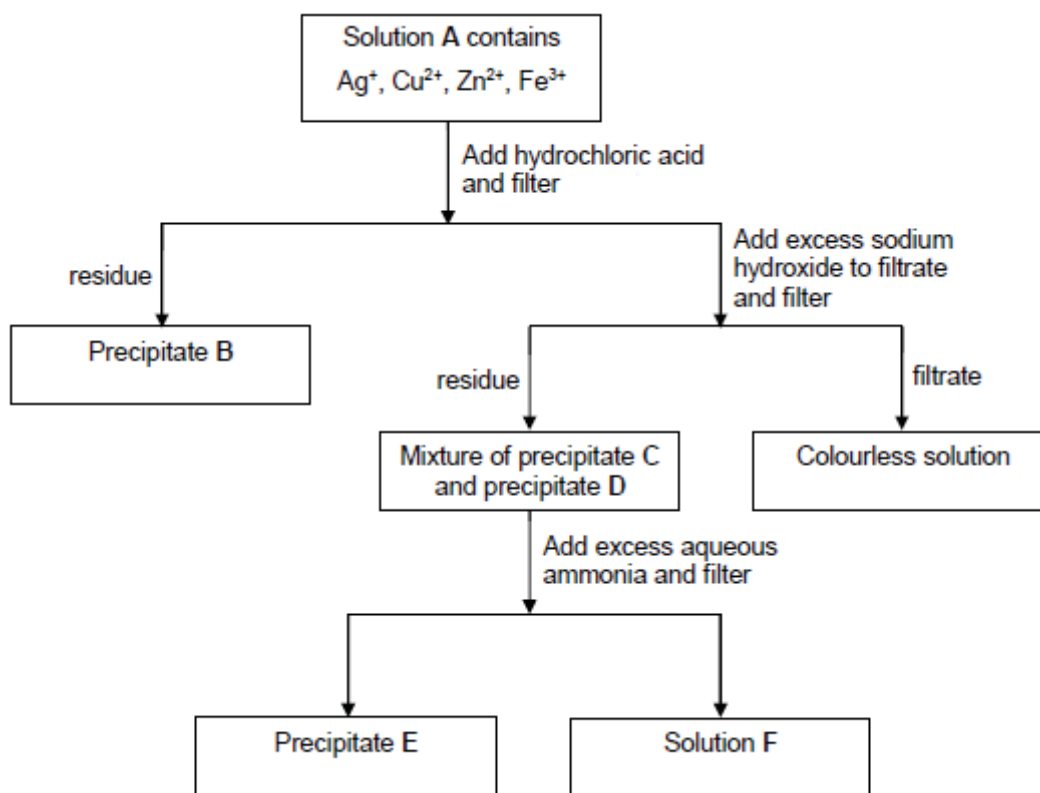 Solution A contains
Ag⁺, Cu²⁺, Zn²⁺, Fe³⁺
Add hydrochloric acid
and filter
residue
Add excess sodium
hydroxide to filtrate
and filter
Precipitate B
residue
filtrate
Mixture of precipitate C
and precipitate D
Colourless solution
Add excess aqueous
ammonia and filter
Precipitate E
Solution F